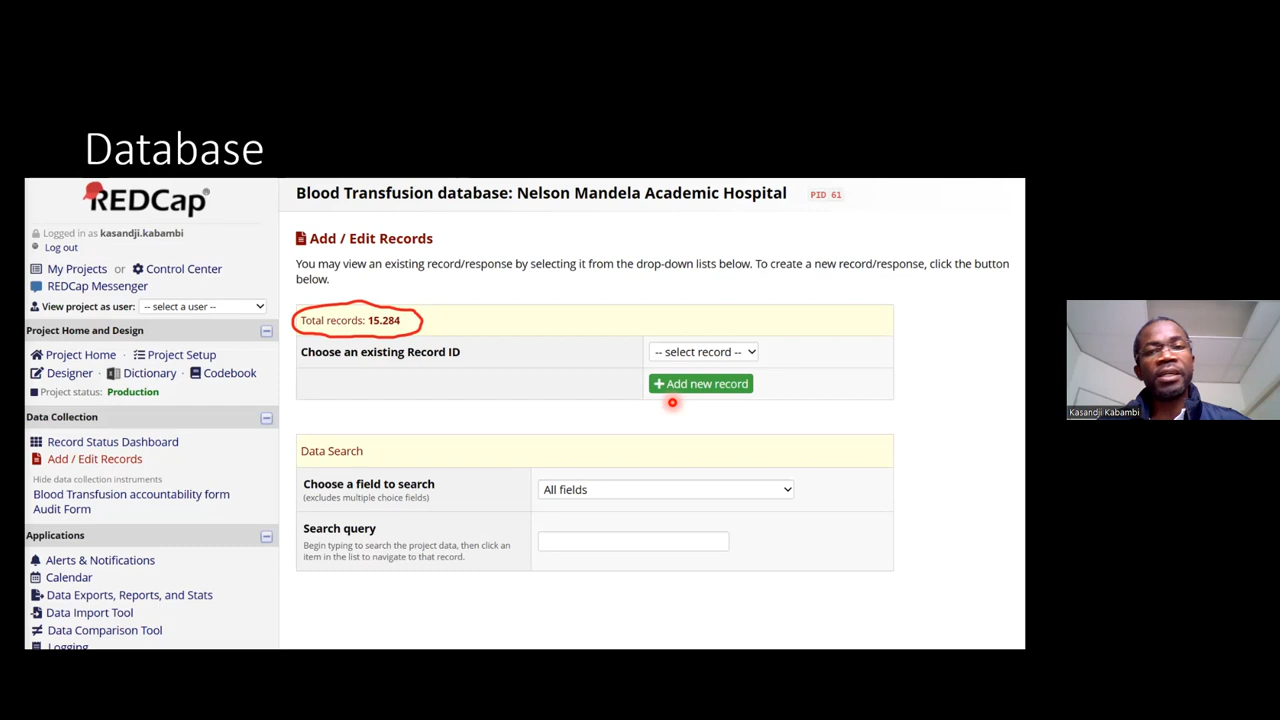 Database
REDCap
Logged in as kasandji.kabambi
Log out
My Projects or Control Center
REDCap Messenger
View project as user: -- select a user --
Project Home and Design
Project Home · Project Setup
Designer · Dictionary · Codebook
Project status: Production
Data Collection
Record Status Dashboard
Add / Edit Records
Hide data collection instruments
Blood Transfusion accountability form
Audit Form
Applications
Alerts & Notifications
Calendar
Data Exports, Reports, and Stats
Data Import Tool
Data Comparison Tool
Logging
Blood Transfusion database: Nelson Mandela Academic Hospital PID 61
Add / Edit Records
You may view an existing record/response by selecting it from the drop-down lists below. To create a new record/response, click the button
below.
Total records: 15.284
Choose an existing Record ID -- select record --
Add new record
Data Search
Choose a field to search
(excludes multiple choice fields)
All fields
Search query
Begin typing to search the project data, then click an
item in the list to navigate to that record.
Kasandji Kabambi